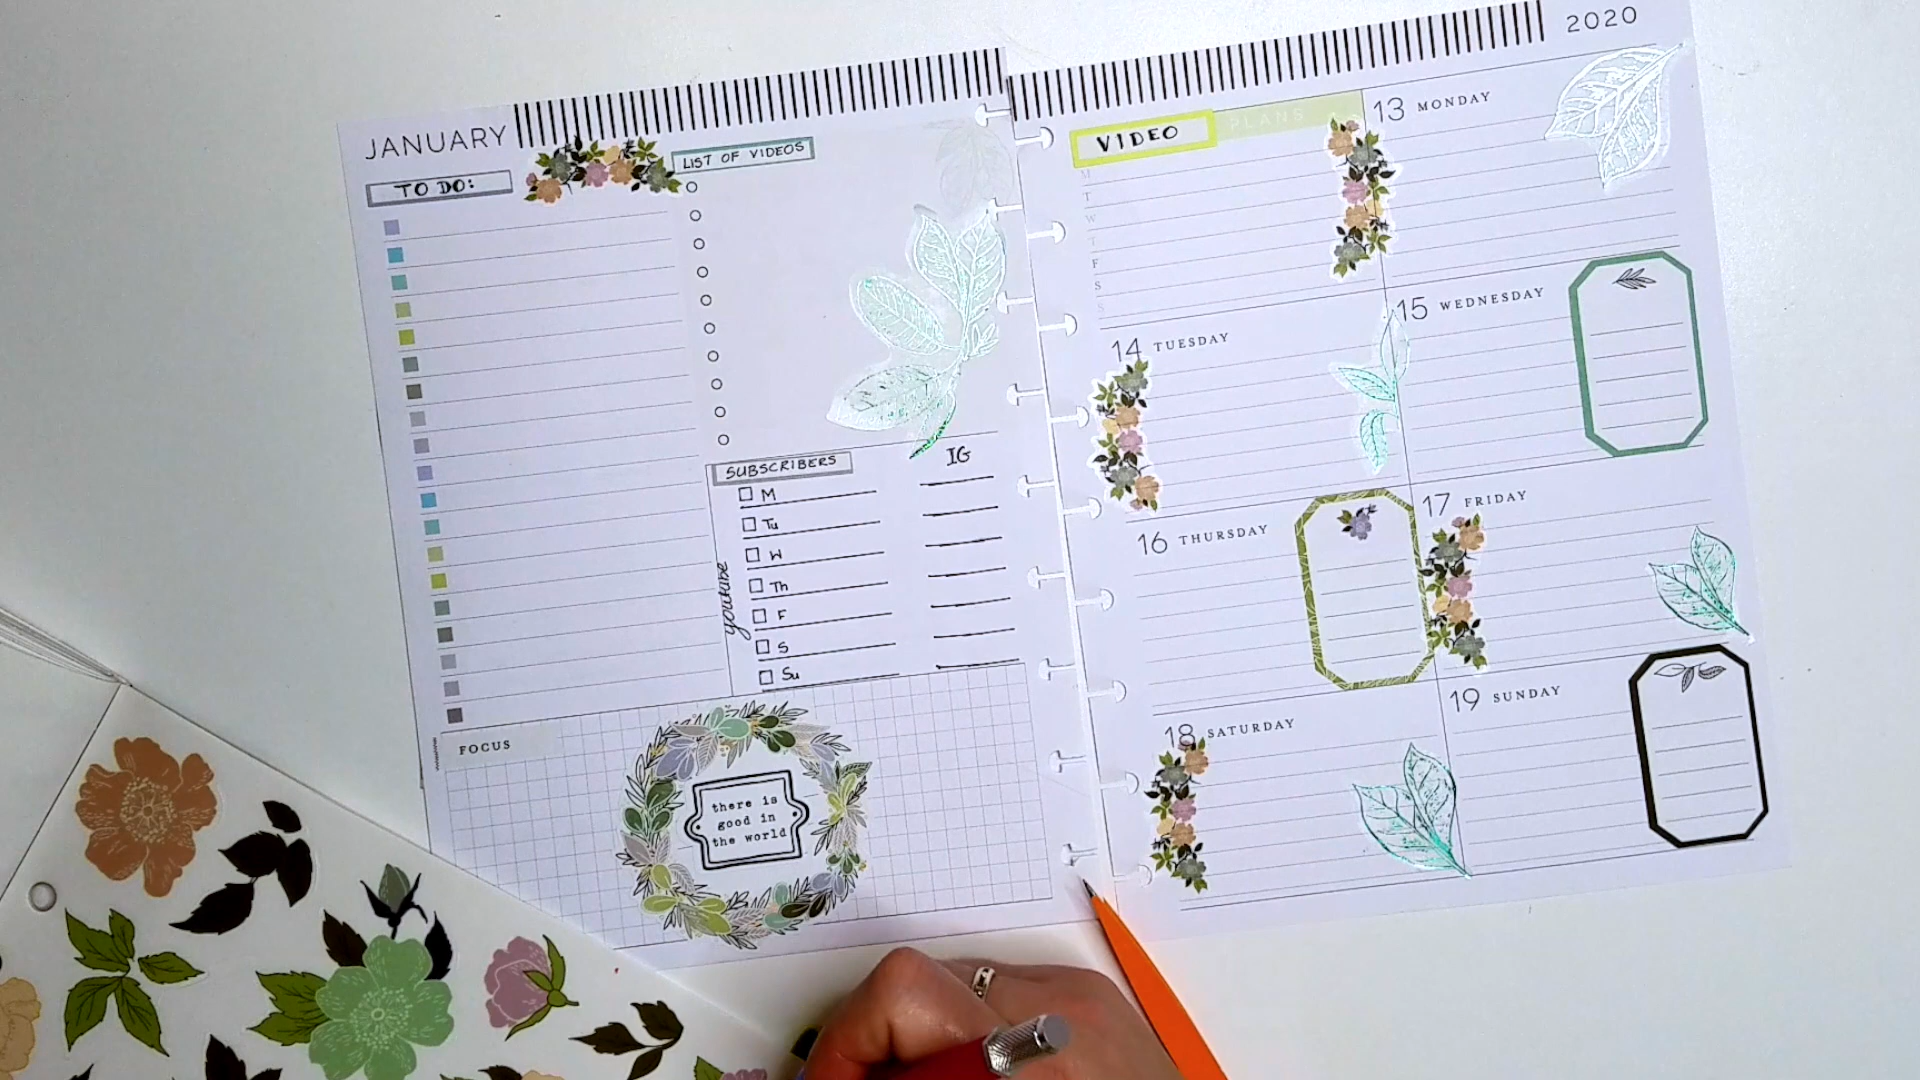 JANUARY
TO DO:
LIST OF VIDEOS
SUBSCRIBERS
IG
M
Tu
W
Th
F
S
Su
youtube
FOCUS
there is
good in
the world
2020
VIDEO PLANS
M
T
W
T
F
S
S
13 MONDAY
14 TUESDAY
15 WEDNESDAY
16 THURSDAY
17 FRIDAY
18 SATURDAY
19 SUNDAY